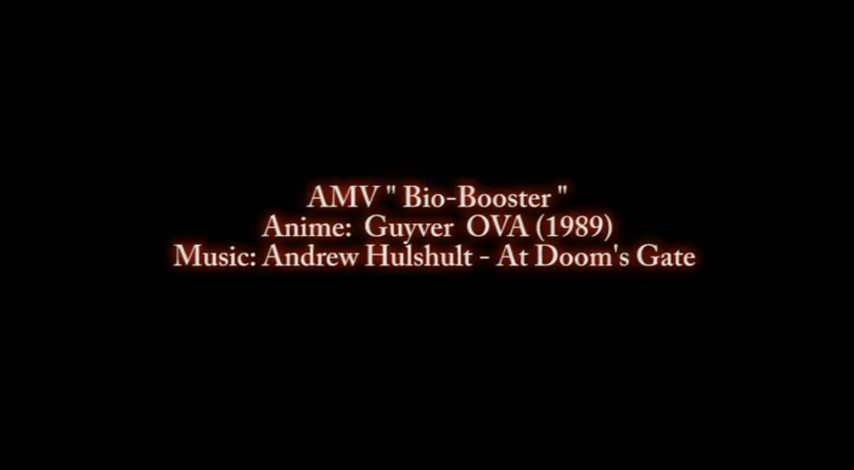 AMV " Bio-Booster "
Anime:  Guyver  OVA (1989)
Music: Andrew Hulshult - At Doom's Gate